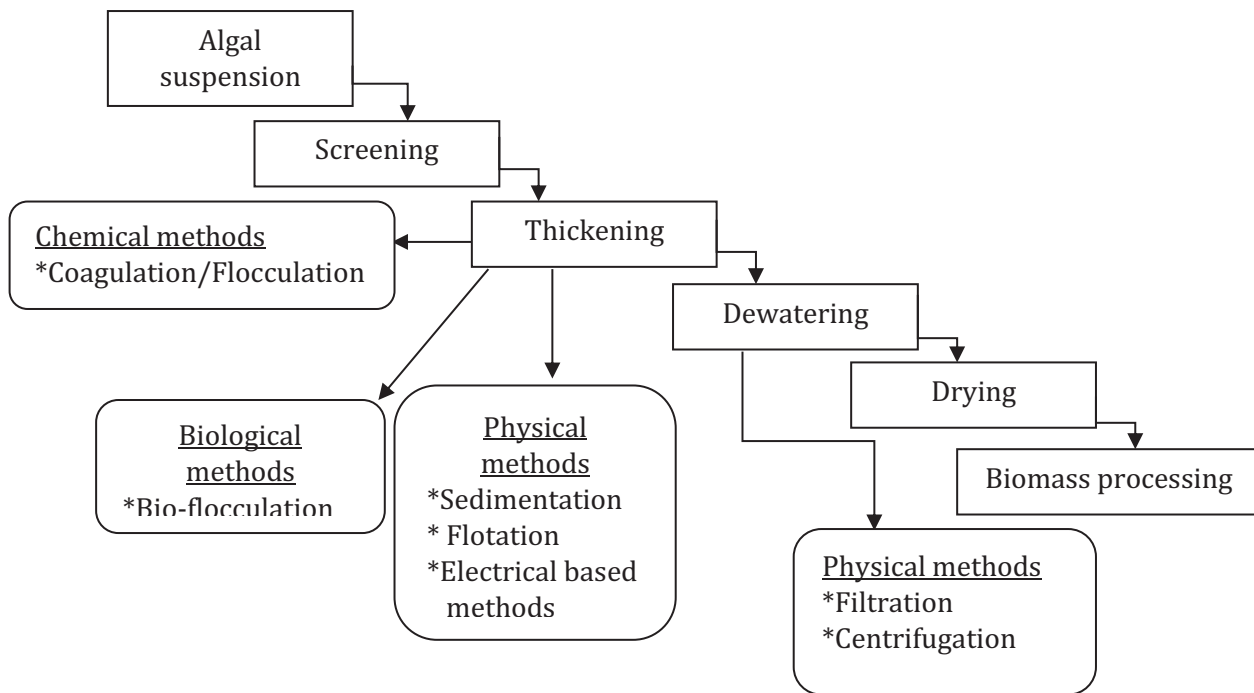 Algal
suspension
Screening
Thickening
Chemical methods
*Coagulation/Flocculation
Dewatering
Drying
Biomass processing
Biological
methods
*Bio-flocculation
Physical
methods
*Sedimentation
* Flotation
*Electrical based
methods
Physical methods
*Filtration
*Centrifugation